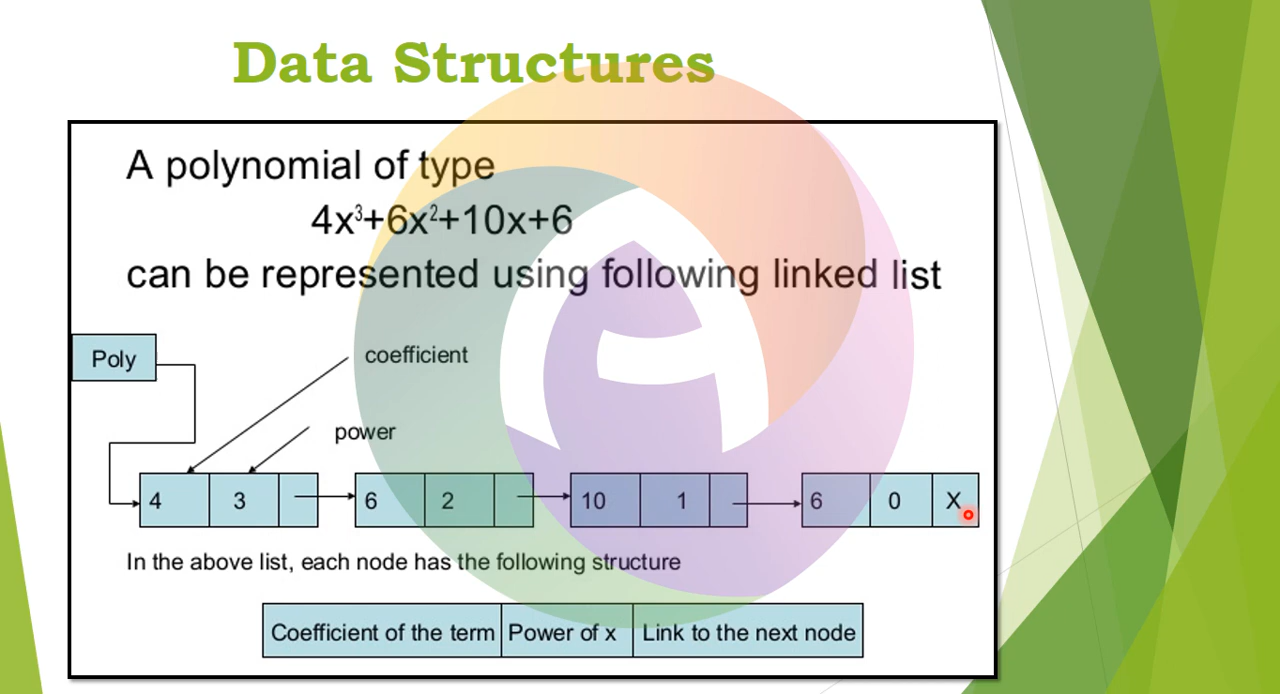 Data Structures
A polynomial of type
4x³+6x²+10x+6
can be represented using following linked list
Poly
coefficient
power
4 3 6 2 10 1 6 0 X
In the above list, each node has the following structure
Coefficient of the term Power of x Link to the next node